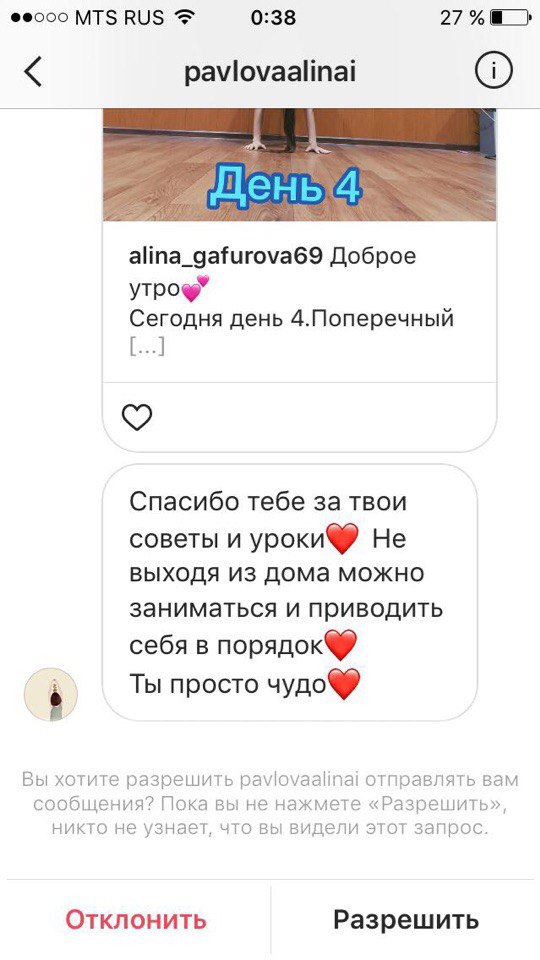 MTS RUS 0:38 27 %
pavlovaalinai
День 4
alina_gafurova69 Доброе
утро💕
Сегодня день 4.Поперечный
[...]
Спасибо тебе за твои
советы и уроки❤️ Не
выходя из дома можно
заниматься и приводить
себя в порядок❤️
Ты просто чудо❤️
Вы хотите разрешить pavlovaalinai отправлять вам
сообщения? Пока вы не нажмете «Разрешить»,
никто не узнает, что вы видели этот запрос.
Отклонить Разрешить